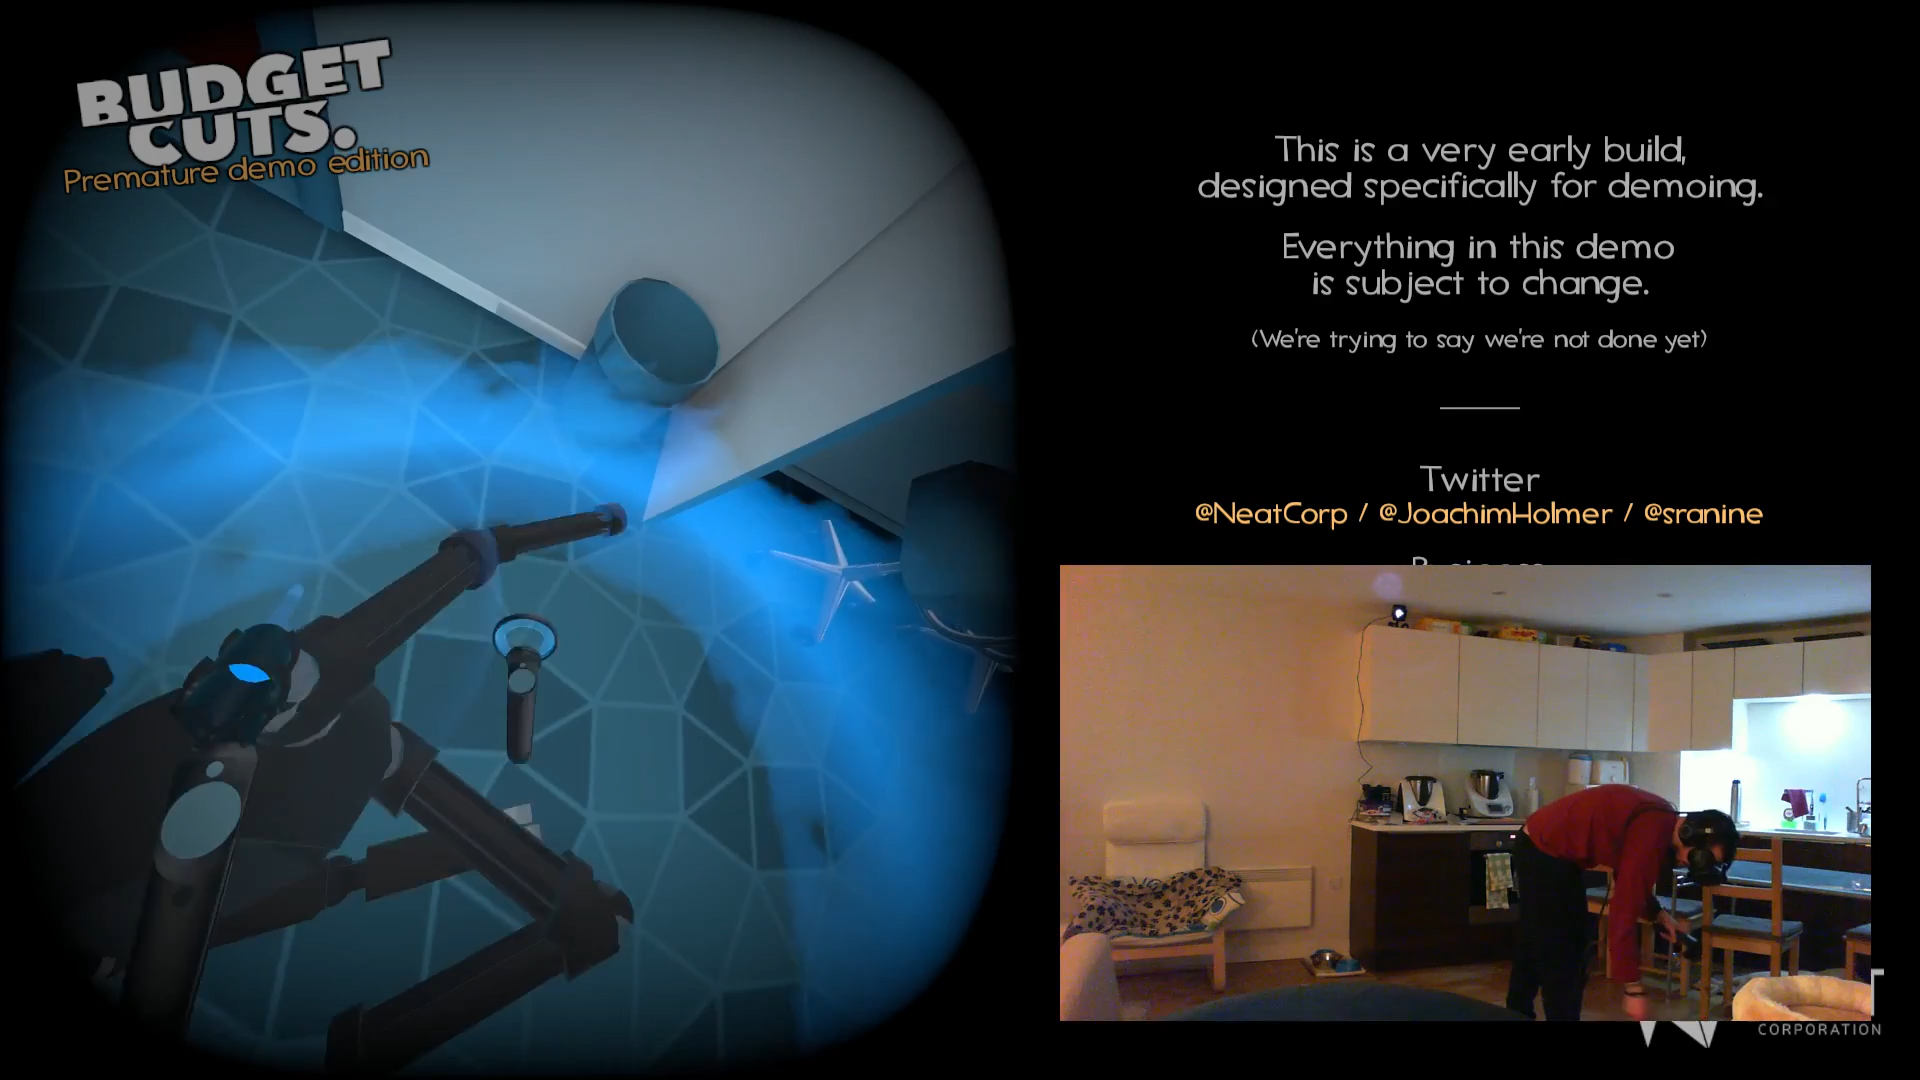 BUDGET
CUTS.
Premature demo edition
This is a very early build,
designed specifically for demoing.
Everything in this demo
is subject to change.
(We're trying to say we're not done yet)
Twitter
@NeatCorp / @JoachimHolmer / @sranine
CORPORATION